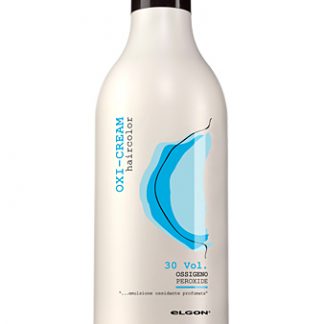 OXI-CREAM
haircolor
30 Vol.
OSSIGENO
PEROXIDE
"...emulsione ossidante profumata"
ELGON